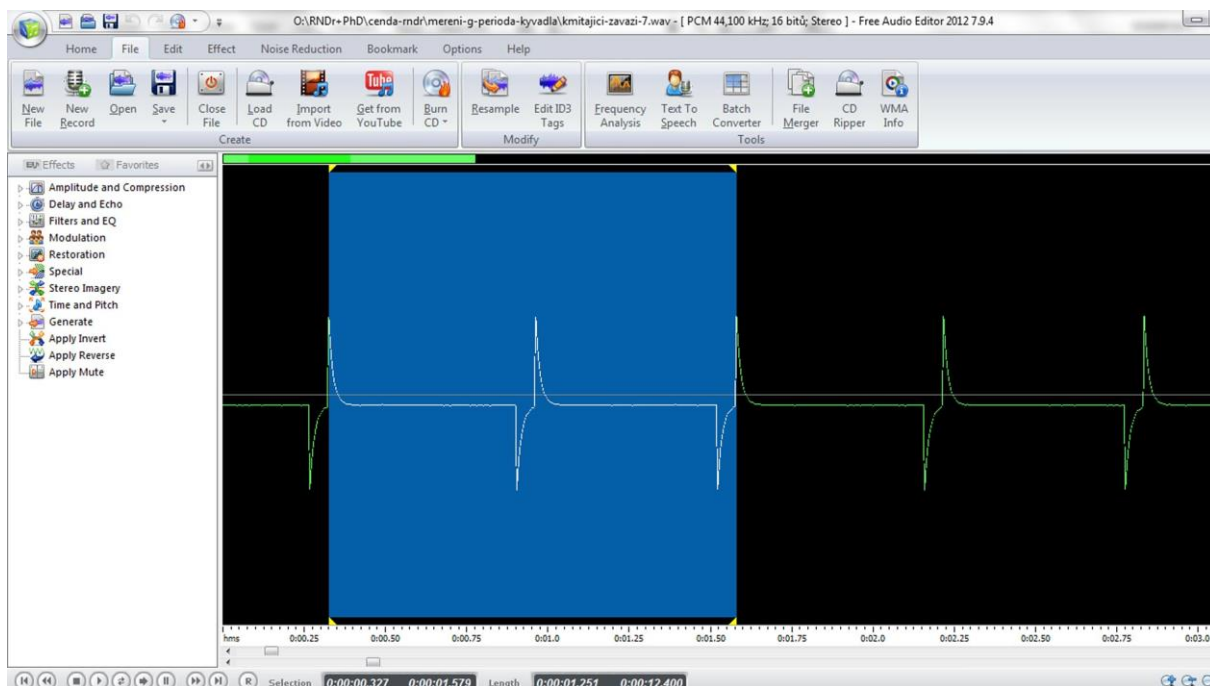 O:\RNDr+PhD\cenda-rndr\mereni-g-perioda-kyvadla\kmitajici-zavazi-7.wav - [ PCM 44,100 kHz; 16 bitů; Stereo ] - Free Audio Editor 2012 7.9.4
Home File Edit Effect Noise Reduction Bookmark Options Help
New File
New Record
Open
Save
Close File
Load CD
Import from Video
Get from YouTube
Burn CD
Resample
Edit ID3 Tags
Frequency Analysis
Text To Speech
Batch Converter
File Merger
CD Ripper
WMA Info
Create Modify Tools
Effects Favorites
Amplitude and Compression
Delay and Echo
Filters and EQ
Modulation
Restoration
Special
Stereo Imagery
Time and Pitch
Generate
Apply Invert
Apply Reverse
Apply Mute
hms 0:00.25 0:00.50 0:00.75 0:01.0 0:01.25 0:01.50 0:01.75 0:02.0 0:02.25 0:02.50 0:02.75 0:03.0
R Selection 0:00:00.327 0:00:01.579 Length 0:00:01.251 0:00:12.400